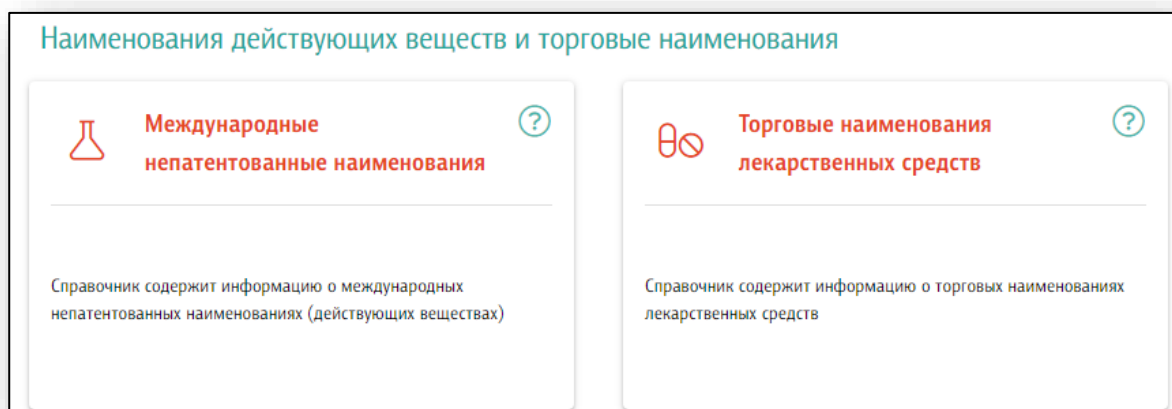 Наименования действующих веществ и торговые наименования
Международные
непатентованные наименования
?
Справочник содержит информацию о международных
непатентованных наименованиях (действующих веществах)
Торговые наименования
лекарственных средств
?
Справочник содержит информацию о торговых наименованиях
лекарственных средств